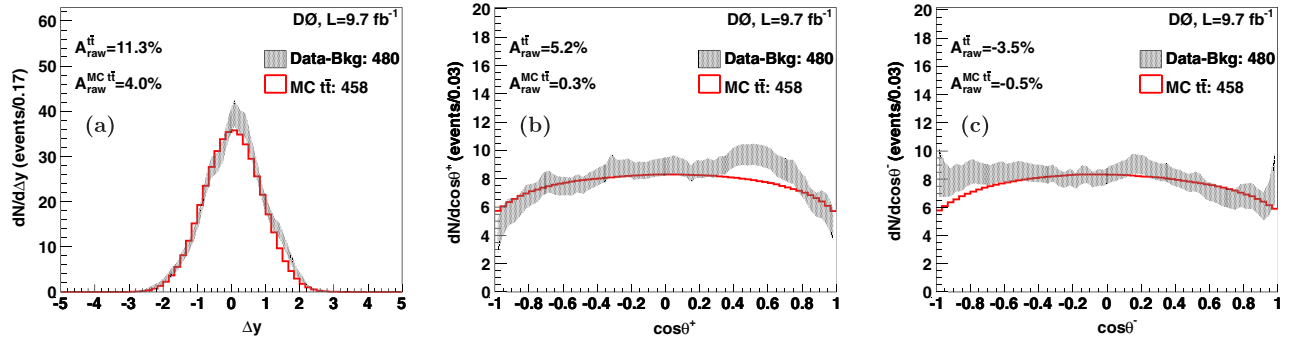 DØ, L=9.7 fb⁻¹
A_raw^tt̄=11.3%
Data-Bkg: 480
A_raw^MC tt̄=4.0%
MC tt̄: 458
(a)
dN/dΔy (events/0.17)
60
50
40
30
20
10
0
-5 -4 -3 -2 -1 0 1 2 3 4 5
Δy
DØ, L=9.7 fb⁻¹
A_raw^tt̄=5.2%
Data-Bkg: 480
A_raw^MC tt̄=0.3%
MC tt̄: 458
(b)
dN/dcosθ⁺ (events/0.03)
20
18
16
14
12
10
8
6
4
2
0
-1 -0.8 -0.6 -0.4 -0.2 0 0.2 0.4 0.6 0.8 1
cosθ⁺
DØ, L=9.7 fb⁻¹
A_raw^tt̄=-3.5%
Data-Bkg: 480
A_raw^MC tt̄=-0.5%
MC tt̄: 458
(c)
dN/dcosθ⁻ (events/0.03)
20
18
16
14
12
10
8
6
4
2
0
-1 -0.8 -0.6 -0.4 -0.2 0 0.2 0.4 0.6 0.8 1
cosθ⁻